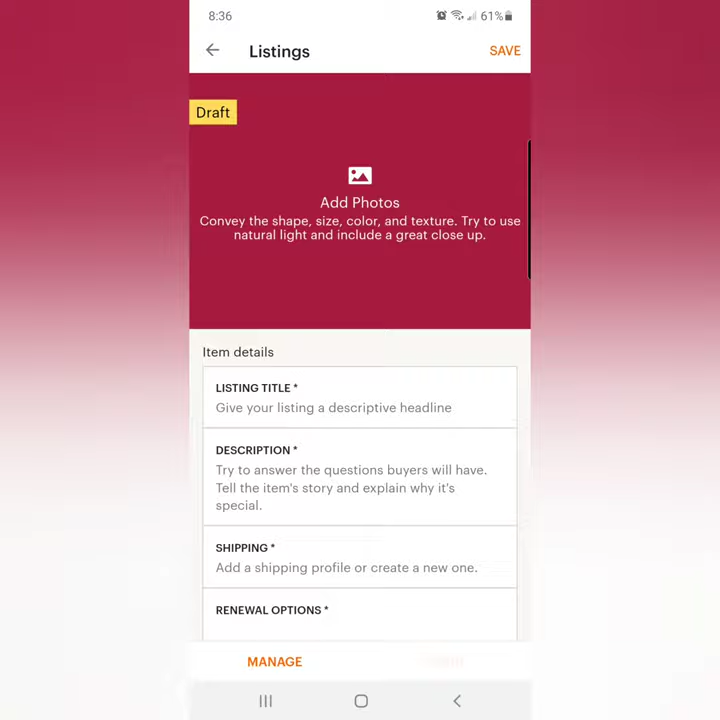 8:36
61%
Listings
SAVE
Draft
Add Photos
Convey the shape, size, color, and texture. Try to use
natural light and include a great close up.
Item details
LISTING TITLE *
Give your listing a descriptive headline
DESCRIPTION *
Try to answer the questions buyers will have.
Tell the item's story and explain why it's
special.
SHIPPING *
Add a shipping profile or create a new one.
RENEWAL OPTIONS *
MANAGE